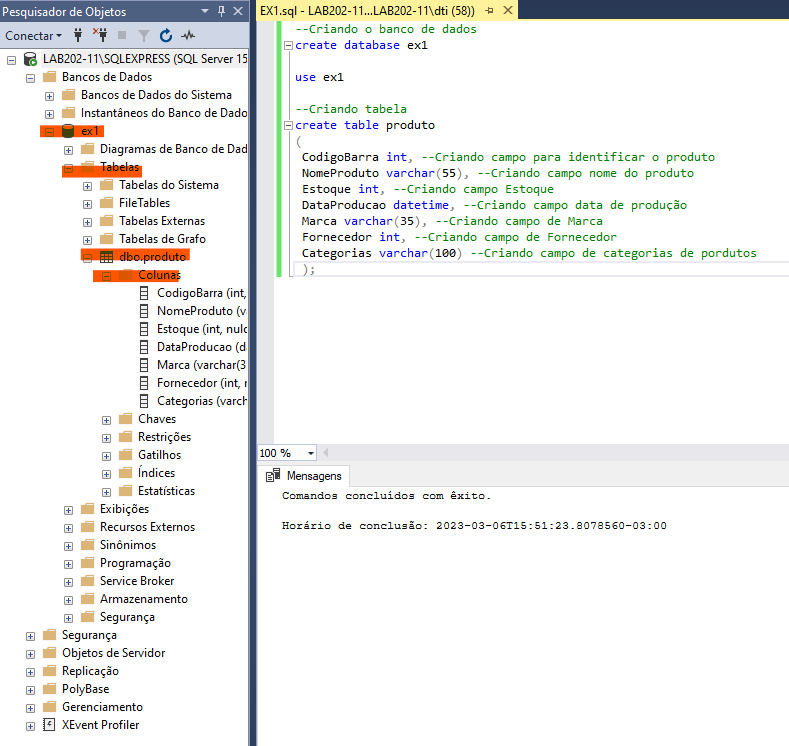 Pesquisador de Objetos
Conectar
LAB202-11\SQLEXPRESS (SQL Server 15
Bancos de Dados
Bancos de Dados do Sistema
Instantâneos do Banco de Dado
ex1
Diagramas de Banco de Dad
Tabelas
Tabelas do Sistema
FileTables
Tabelas Externas
Tabelas de Grafo
dbo.produto
Colunas
CodigoBarra (int,
NomeProduto (va
Estoque (int, nulo
DataProducao (da
Marca (varchar(3
Fornecedor (int, n
Categorias (varch
Chaves
Restrições
Gatilhos
Índices
Estatísticas
Exibições
Recursos Externos
Sinônimos
Programação
Service Broker
Armazenamento
Segurança
Segurança
Objetos de Servidor
Replicação
PolyBase
Gerenciamento
XEvent Profiler
EX1.sql - LAB202-11...LAB202-11\dti (58))
--Criando o banco de dados
create database ex1
use ex1
--Criando tabela
create table produto
(
CodigoBarra int, --Criando campo para identificar o produto
NomeProduto varchar(55), --Criando campo nome do produto
Estoque int, --Criando campo Estoque
DataProducao datetime, --Criando campo data de produção
Marca varchar(35), --Criando campo de Marca
Fornecedor int, --Criando campo de Fornecedor
Categorias varchar(100) --Criando campo de categorias de pordutos
);
100 %
Mensagens
Comandos concluídos com êxito.
Horário de conclusão: 2023-03-06T15:51:23.8078560-03:00